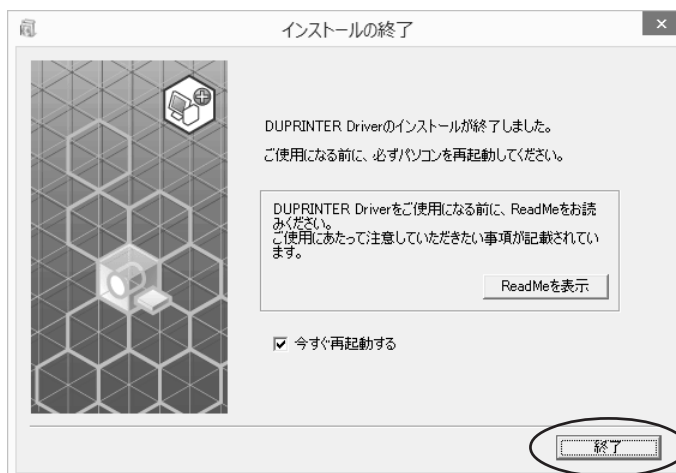 インストールの終了
DUPRINTER Driverのインストールが終了しました。
ご使用になる前に、必ずパソコンを再起動してください。
DUPRINTER Driverをご使用になる前に、ReadMeをお読
みください。
ご使用にあたって注意していただきたい事項が記載されてい
ます。
ReadMeを表示
今すぐ再起動する
終了